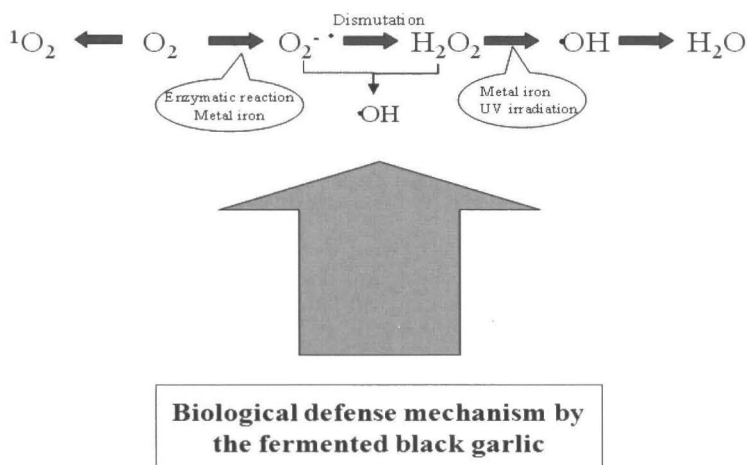 Dismutation
¹O₂ O₂ O₂⁻· H₂O₂ ·OH H₂O
Enzymatic reaction
Metal iron
Metal iron
UV irradiation
·OH
Biological defense mechanism by
the fermented black garlic